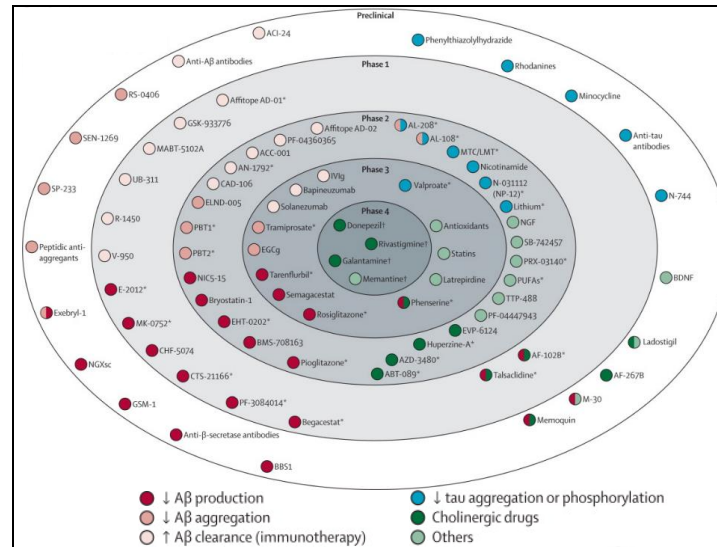 Preclinical
ACI-24
Phenylthiazolylhydrazide
Anti-Aβ antibodies
Phase 1
Rhodanines
RS-0406
Affitope AD-01*
Minocycline
GSK-933776
Phase 2
Affitope AD-02
AL-208*
SEN-1269
MABT-5102A
PF-04360365
AL-108*
Anti-tau
antibodies
ACC-001
MTC/LMT*
AN-1792*
Phase 3
Nicotinamide
UB-311
CAD-106
IVIg
Valproate*
N-031112
(NP-12)*
SP-233
Bapineuzumab
N-744
ELND-005
Solanezumab
Phase 4
Lithium*
R-1450
PBT1*
Tramiprosate*
Donepezil†
Antioxidants
NGF
Rivastigmine†
SB-742457
Peptidic anti-
aggregants
V-950
PBT2*
EGCg
Galantamine†
Statins
PRX-03140*
E-2012*
NIC5-15
Tarenflurbil*
Memantine†
Latrepirdine
PUFAs*
BDNF
Exebryl-1
Bryostatin-1
Semagacestat
Phenserine*
TTP-488
MK-0752*
EHT-0202*
Rosiglitazone*
PF-04447943
EVP-6124
Ladostigil
CHF-5074
BMS-708163
Huperzine-A*
AF-102B*
NGXsc
CTS-21166*
Pioglitazone*
AZD-3480*
Talsaclidine*
AF-267B
ABT-089*
GSM-1
PF-3084014*
M-30
Begacestat*
Memoquin
Anti-β-secretase antibodies
BBS1
↓ Aβ production
↓ tau aggregation or phosphorylation
↓ Aβ aggregation
Cholinergic drugs
↑ Aβ clearance (immunotherapy)
Others